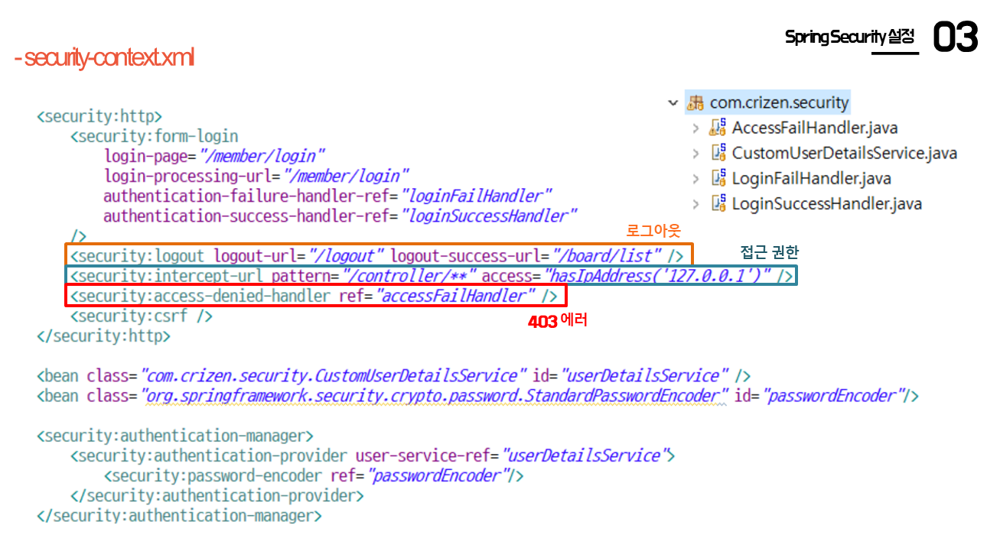 Spring Security 설정 03
- security-context.xml
<security:http>
<security:form-login
login-page="/member/login"
login-processing-url="/member/login"
authentication-failure-handler-ref="loginFailHandler"
authentication-success-handler-ref="loginSuccessHandler"
/>
로그아웃
<security:logout logout-url="/logout" logout-success-url="/board/list" />
접근 권한
<security:intercept-url pattern="/controller/**" access="hasIpAddress('127.0.0.1')" />
<security:access-denied-handler ref="accessFailHandler" />
403 에러
<security:csrf />
</security:http>
<bean class="com.crizen.security.CustomUserDetailsService" id="userDetailsService" />
<bean class="org.springframework.security.crypto.password.StandardPasswordEncoder" id="passwordEncoder"/>
<security:authentication-manager>
<security:authentication-provider user-service-ref="userDetailsService">
<security:password-encoder ref="passwordEncoder"/>
</security:authentication-provider>
</security:authentication-manager>
com.crizen.security
AccessFailHandler.java
CustomUserDetailsService.java
LoginFailHandler.java
LoginSuccessHandler.java